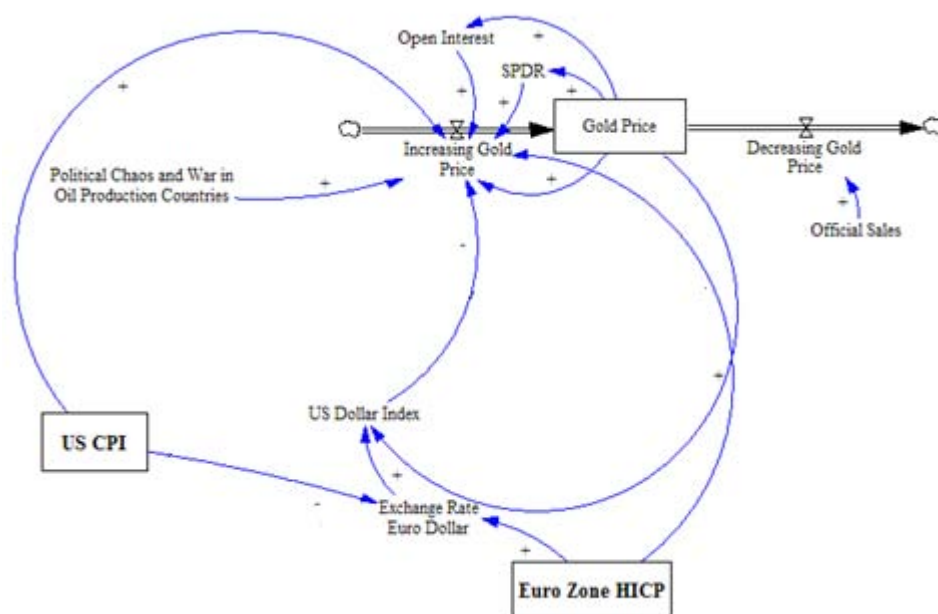 Open Interest
+
SPDR
+
+
+
+
Gold Price
Increasing Gold
Price
Decreasing Gold
Price
Political Chaos and War in
Oil Production Countries
+
+
+
Official Sales
-
+
US Dollar Index
US CPI
+
-
Exchange Rate
Euro Dollar
+
Euro Zone HICP